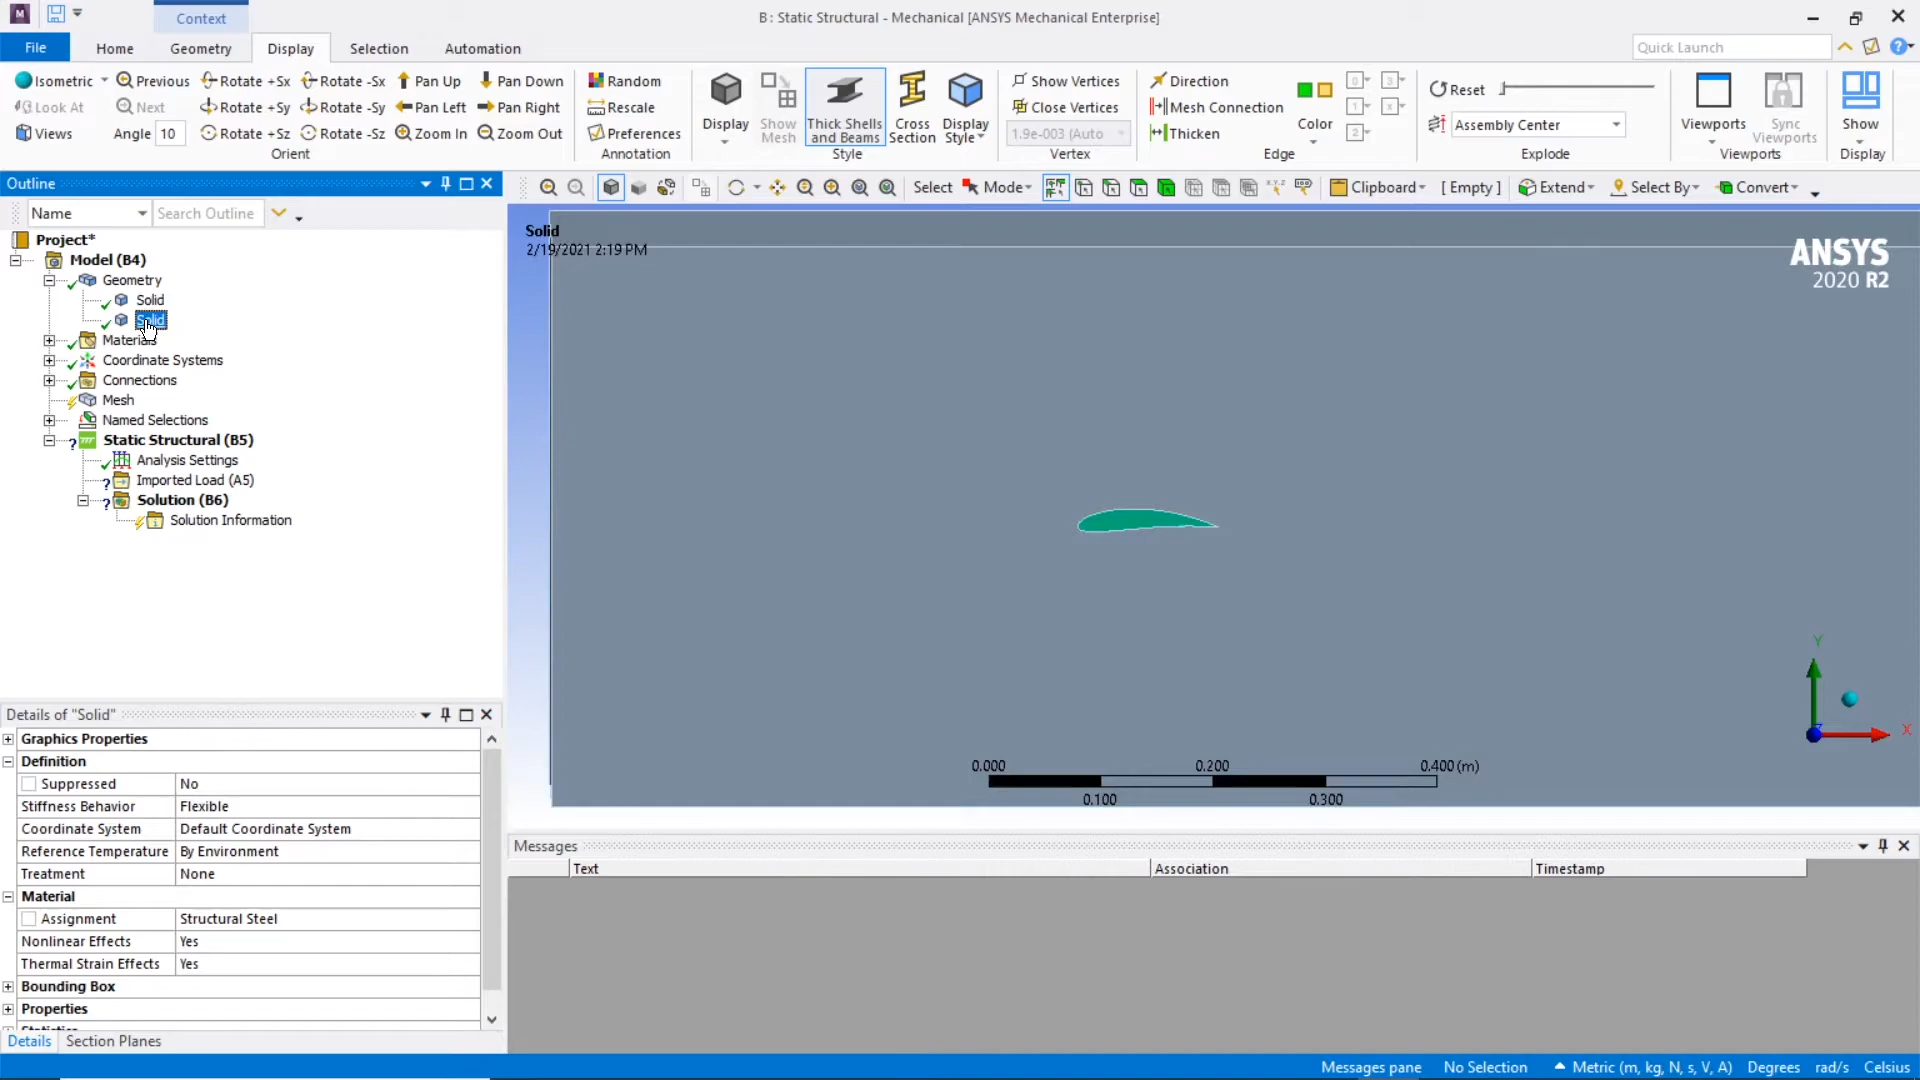 Context
B : Static Structural - Mechanical [ANSYS Mechanical Enterprise]
File Home Geometry Display Selection Automation
Quick Launch
Isometric Previous Rotate +Sx Rotate -Sx Pan Up Pan Down Random Show Vertices Direction Reset
Look At Next Rotate +Sy Rotate -Sy Pan Left Pan Right Rescale Close Vertices Mesh Connection
Views Angle 10 Rotate +Sz Rotate -Sz Zoom In Zoom Out Preferences 1.9e-003 (Auto Thicken Assembly Center
Display Show Mesh Thick Shells and Beams Cross Section Display Style Color Viewports Sync Viewports Show
Orient Annotation Style Vertex Edge Explode Viewports Display
Outline
Select Mode Clipboard [ Empty ] Extend Select By Convert
Name Search Outline
Project*
Model (B4)
Geometry
Solid
Solid
Materials
Coordinate Systems
Connections
Mesh
Named Selections
Static Structural (B5)
Analysis Settings
Imported Load (A5)
Solution (B6)
Solution Information
Solid
2/19/2021 2:19 PM
ANSYS
2020 R2
Y
X
0.000 0.200 0.400 (m)
0.100 0.300
Details of "Solid"
Graphics Properties
Definition
Suppressed No
Stiffness Behavior Flexible
Coordinate System Default Coordinate System
Reference Temperature By Environment
Treatment None
Material
Assignment Structural Steel
Nonlinear Effects Yes
Thermal Strain Effects Yes
Bounding Box
Properties
Statistics
Details Section Planes
Messages
Text Association Timestamp
Messages pane No Selection Metric (m, kg, N, s, V, A) Degrees rad/s Celsius